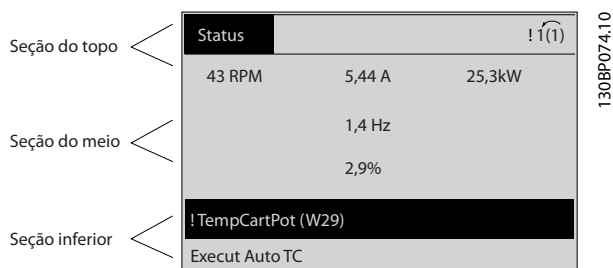 Status ! 1(1)
Seção do topo
43 RPM 5,44 A 25,3kW
1,4 Hz
Seção do meio
2,9%
! TempCartPot (W29)
Seção inferior
Execut Auto TC
130BP074.10